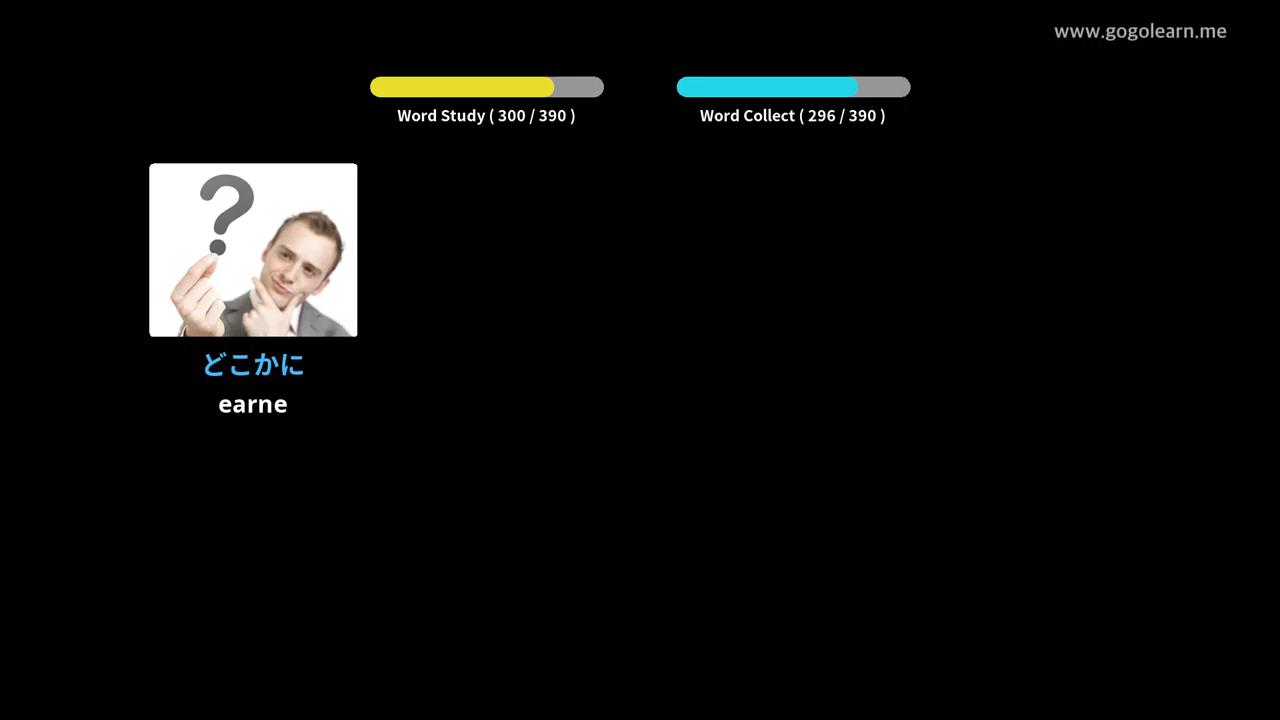 www.gogolearn.me
Word Study ( 300 / 390 )
Word Collect ( 296 / 390 )
?
どこかに
earne